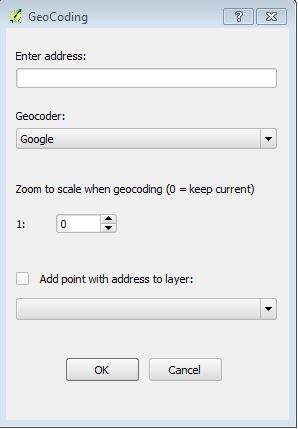 GeoCoding
?
Enter address:
Geocoder:
Google
Zoom to scale when geocoding (0 = keep current)
1: 0
Add point with address to layer:
OK Cancel